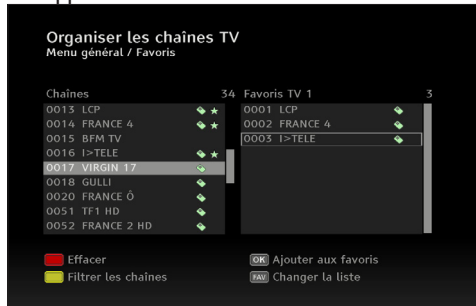 Organiser les chaînes TV
Menu général / Favoris
Chaînes 34
0013 LCP
0014 FRANCE 4
0015 BFM TV
0016 I>TELE
0017 VIRGIN 17
0018 GULLI
0020 FRANCE Ô
0051 TF1 HD
0052 FRANCE 2 HD
Favoris TV 1 3
0001 LCP
0002 FRANCE 4
0003 I>TELE
Effacer
Filtrer les chaînes
OK Ajouter aux favoris
FAV Changer la liste